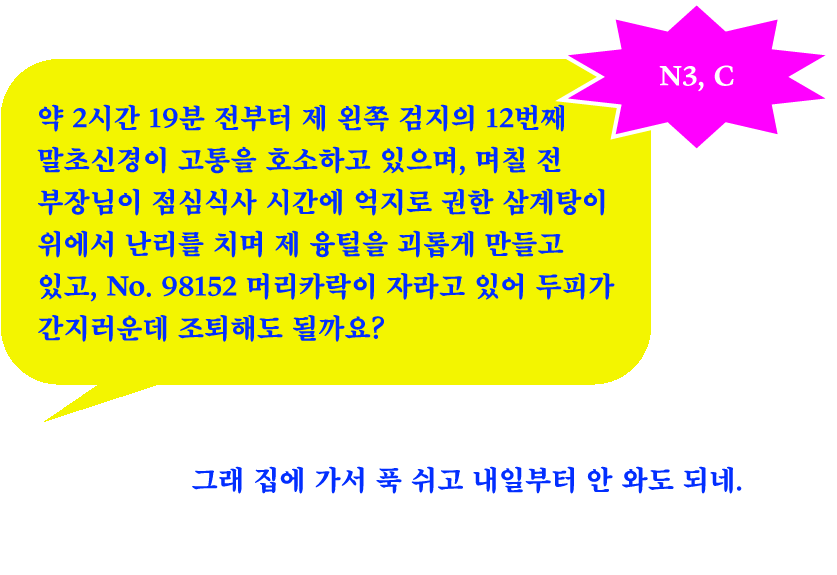 N3, C
약 2시간 19분 전부터 제 왼쪽 검지의 12번째
말초신경이 고통을 호소하고 있으며, 며칠 전
부장님이 점심식사 시간에 억지로 권한 삼계탕이
위에서 난리를 치며 제 융털을 괴롭게 만들고
있고, No. 98152 머리카락이 자라고 있어 두피가
간지러운데 조퇴해도 될까요?
그래 집에 가서 푹 쉬고 내일부터 안 와도 되네.